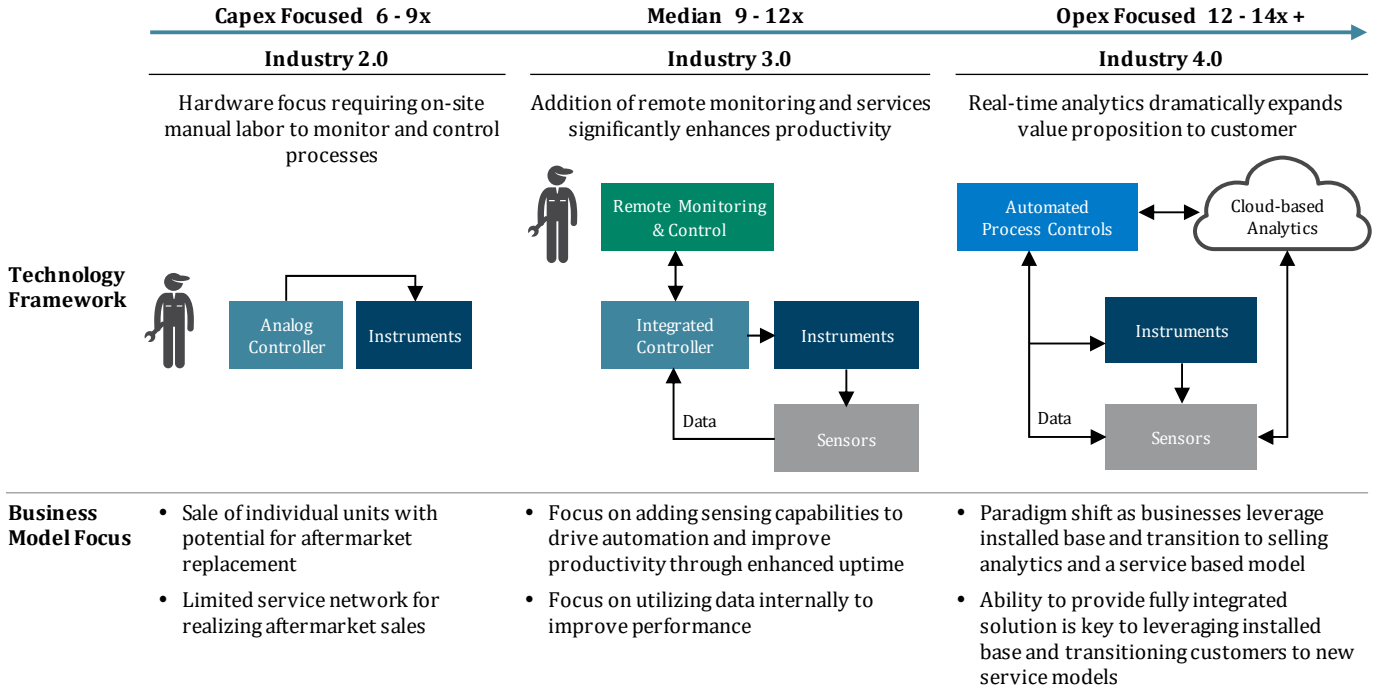 Capex Focused 6 - 9x
Median 9 - 12x
Opex Focused 12 - 14x +
Industry 2.0
Industry 3.0
Industry 4.0
Hardware focus requiring on-site
manual labor to monitor and control
processes
Addition of remote monitoring and services
significantly enhances productivity
Real-time analytics dramatically expands
value proposition to customer
Technology
Framework
Analog
Controller
Instruments
Remote Monitoring
& Control
Integrated
Controller
Instruments
Data
Sensors
Automated
Process Controls
Cloud-based
Analytics
Instruments
Data
Sensors
Business
Model Focus
• Sale of individual units with
potential for aftermarket
replacement
• Limited service network for
realizing aftermarket sales
• Focus on adding sensing capabilities to
drive automation and improve
productivity through enhanced uptime
• Focus on utilizing data internally to
improve performance
• Paradigm shift as businesses leverage
installed base and transition to selling
analytics and a service based model
• Ability to provide fully integrated
solution is key to leveraging installed
base and transitioning customers to new
service models